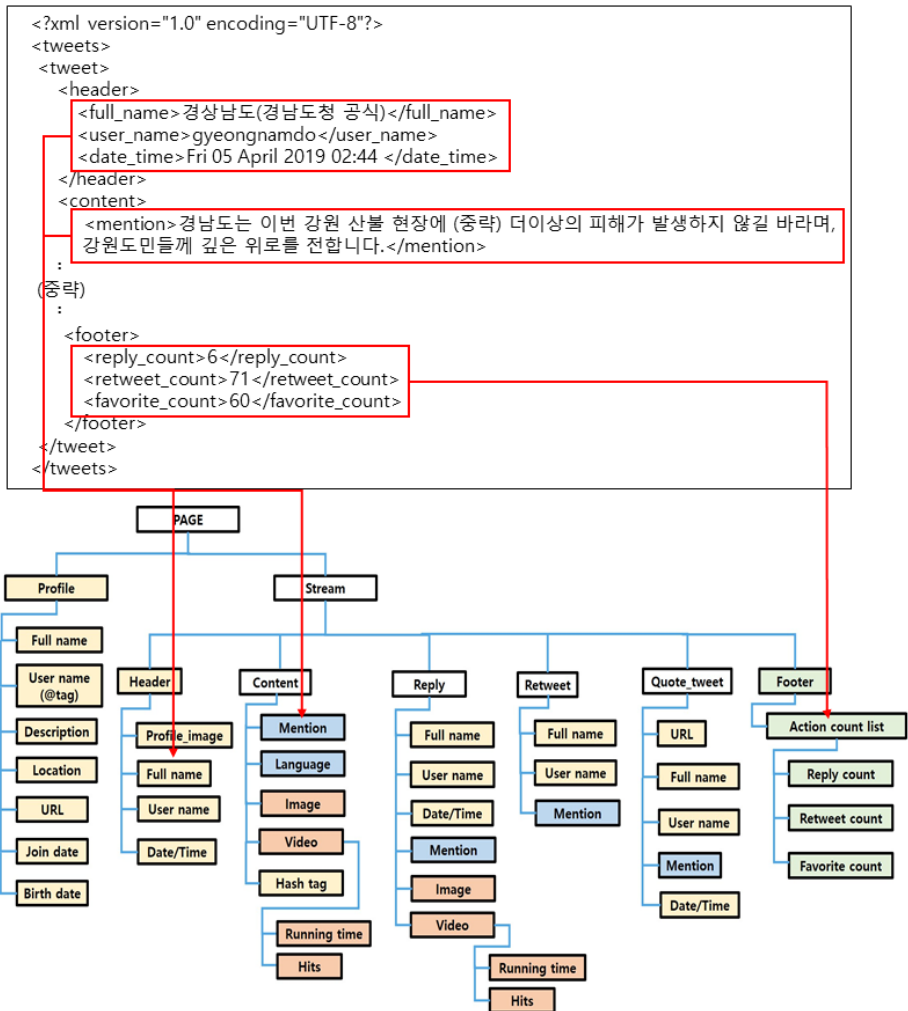 <?xml version="1.0" encoding="UTF-8"?>
<tweets>
<tweet>
<header>
<full_name>경상남도(경남도청 공식)</full_name>
<user_name>gyeongnamdo</user_name>
<date_time>Fri 05 April 2019 02:44 </date_time>
</header>
<content>
<mention>경남도는 이번 강원 산불 현장에 (중략) 더이상의 피해가 발생하지 않길 바라며,
강원도민들께 깊은 위로를 전합니다.</mention>
:
(중략)
:
<footer>
<reply_count>6</reply_count>
<retweet_count>71</retweet_count>
<favorite_count>60</favorite_count>
</footer>
</tweet>
</tweets>
PAGE
Profile
Stream
Full name
User name
(@tag)
Description
Location
URL
Join date
Birth date
Header
Profile_image
Full name
User name
Date/Time
Content
Mention
Language
Image
Video
Hash tag
Running time
Hits
Reply
Full name
User name
Date/Time
Mention
Image
Video
Running time
Hits
Retweet
Full name
User name
Mention
Quote_tweet
URL
Full name
User name
Mention
Date/Time
Footer
Action count list
Reply count
Retweet count
Favorite count